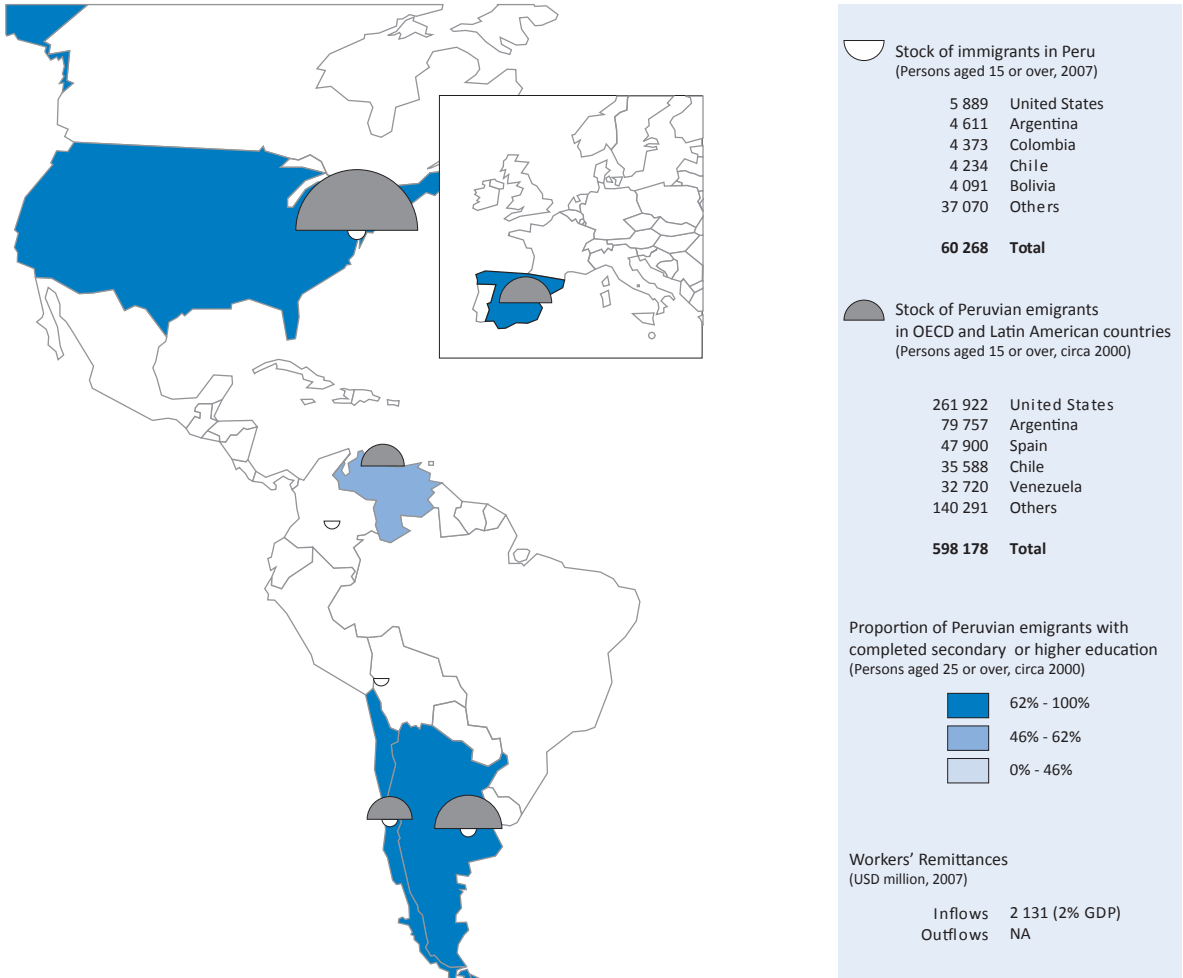 Stock of immigrants in Peru
(Persons aged 15 or over, 2007)
5 889 United States
4 611 Argentina
4 373 Colombia
4 234 Chile
4 091 Bolivia
37 070 Others
60 268 Total
Stock of Peruvian emigrants
in OECD and Latin American countries
(Persons aged 15 or over, circa 2000)
261 922 United States
79 757 Argentina
47 900 Spain
35 588 Chile
32 720 Venezuela
140 291 Others
598 178 Total
Proportion of Peruvian emigrants with
completed secondary or higher education
(Persons aged 25 or over, circa 2000)
62% - 100%
46% - 62%
0% - 46%
Workers’ Remittances
(USD million, 2007)
Inflows 2 131 (2% GDP)
Outflows NA